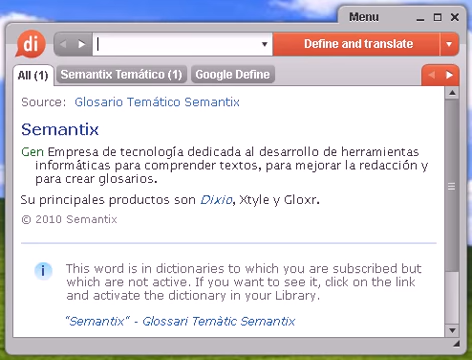 Menu
di
Define and translate
All (1)
Semantix Temático (1)
Google Define
Source: Glosario Temático Semantix
Semantix
Gen Empresa de tecnología dedicada al desarrollo de herramientas
informáticas para comprender textos, para mejorar la redacción y
para crear glosarios.
Su principales productos son Dixio, Xtyle y Gloxr.
© 2010 Semantix
i
This word is in dictionaries to which you are subscribed but
which are not active. If you want to see it, click on the link
and activate the dictionary in your Library.
"Semantix" - Glossari Temàtic Semantix